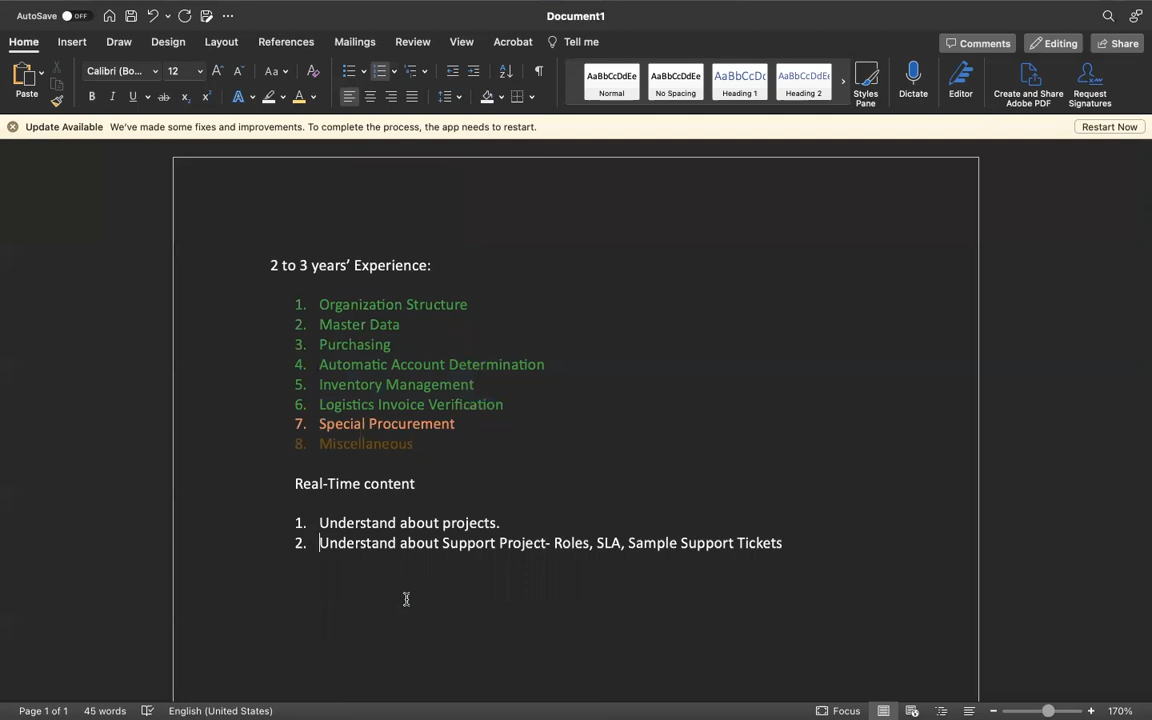 AutoSave OFF Document1
Home Insert Draw Design Layout References Mailings Review View Acrobat Tell me Comments Editing Share
Paste Calibri (Bo... 12 Aa AaBbCcDdEe Normal AaBbCcDdEe No Spacing AaBbCcDc Heading 1 AaBbCcDdEe Heading 2 Styles Pane Dictate Editor Create and Share Adobe PDF Request Signatures
Update Available We've made some fixes and improvements. To complete the process, the app needs to restart. Restart Now
2 to 3 years' Experience:
1. Organization Structure
2. Master Data
3. Purchasing
4. Automatic Account Determination
5. Inventory Management
6. Logistics Invoice Verification
7. Special Procurement
8. Miscellaneous
Real-Time content
1. Understand about projects.
2. Understand about Support Project- Roles, SLA, Sample Support Tickets
Page 1 of 1 45 words English (United States) Focus 170%